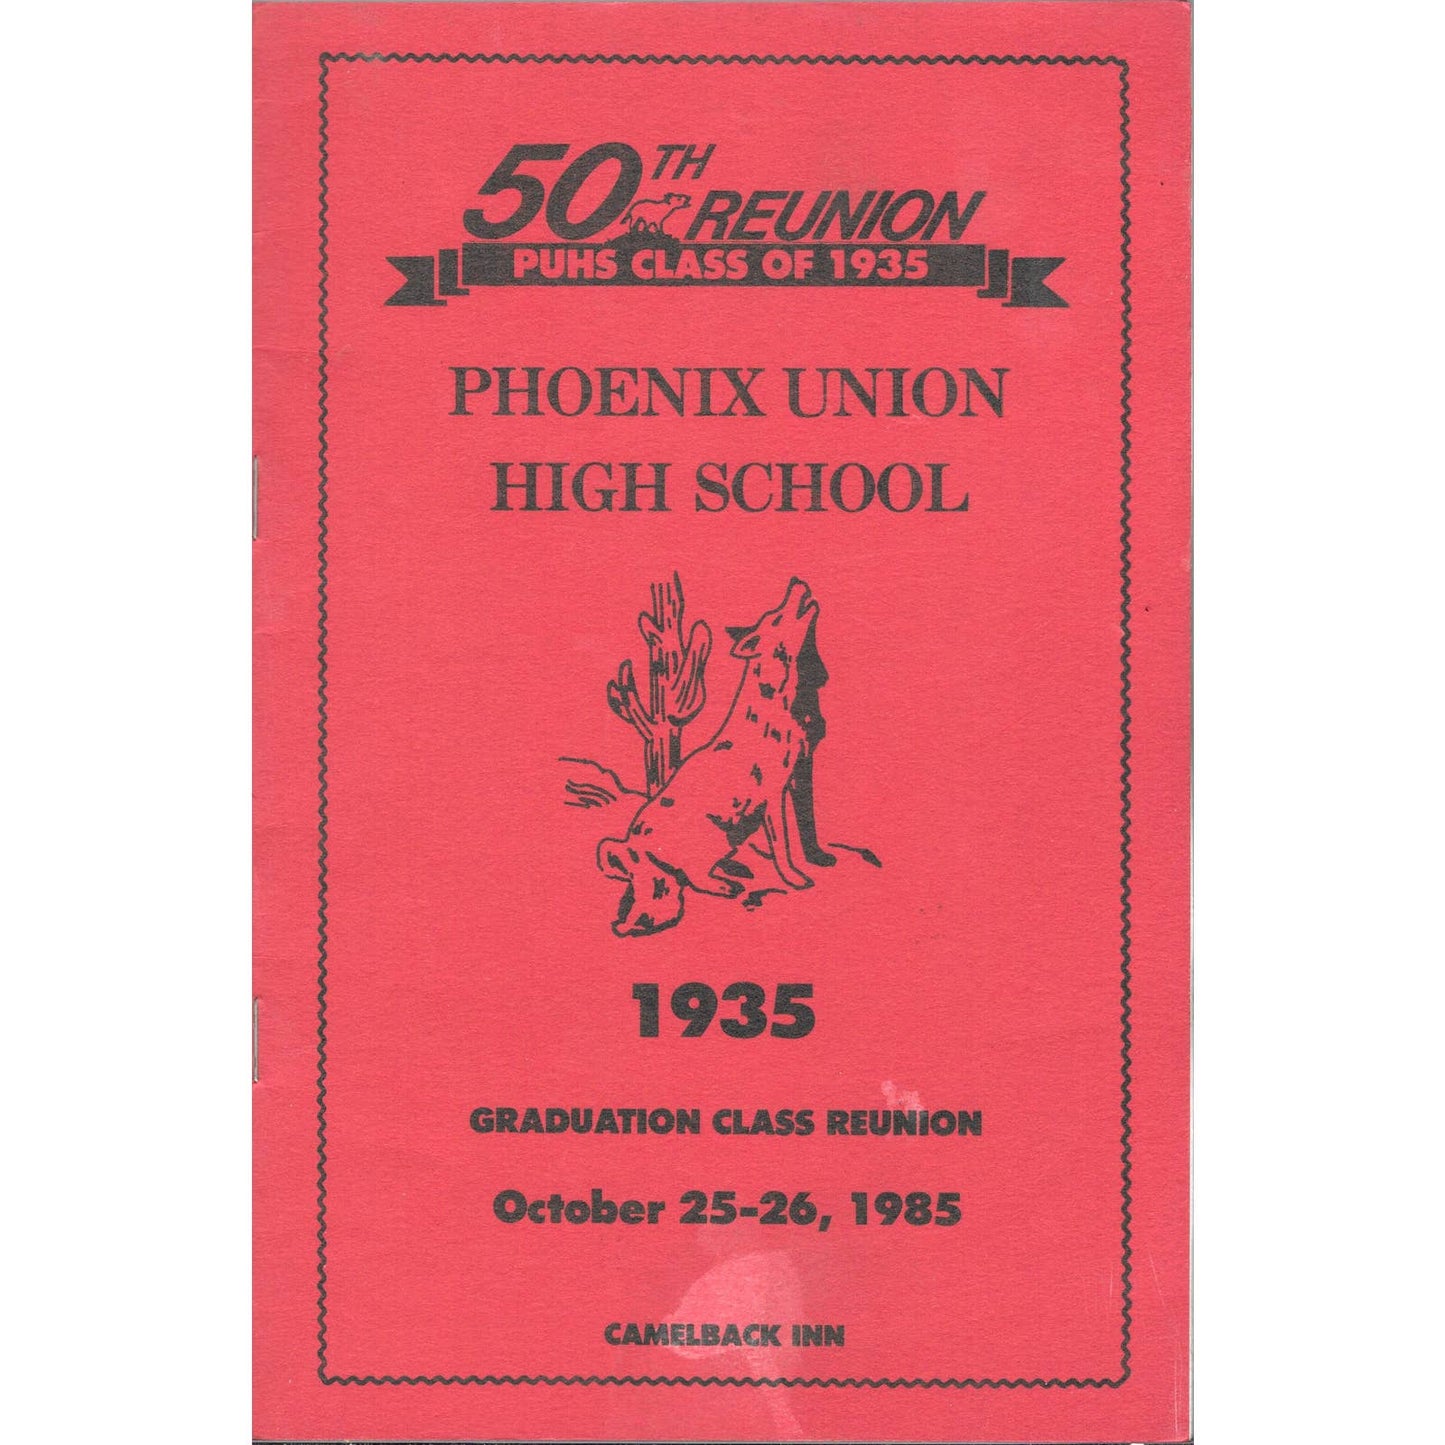 50TH REUNION
PUHS CLASS OF 1935
PHOENIX UNION
HIGH SCHOOL
1935
GRADUATION CLASS REUNION
October 25-26, 1985
CAMELBACK INN